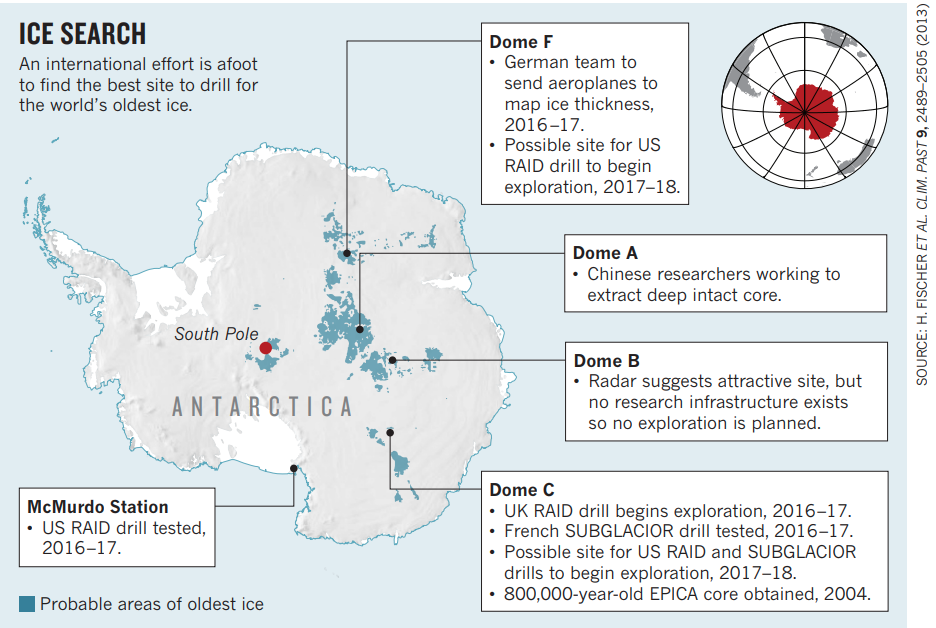 ICE SEARCH
An international effort is afoot
to find the best site to drill for
the world's oldest ice.
Dome F
• German team to
send aeroplanes to
map ice thickness,
2016–17.
• Possible site for US
RAID drill to begin
exploration, 2017–18.
Dome A
• Chinese researchers working to
extract deep intact core.
South Pole
Dome B
• Radar suggests attractive site, but
no research infrastructure exists
so no exploration is planned.
ANTARCTICA
Dome C
• UK RAID drill begins exploration, 2016–17.
• French SUBGLACIOR drill tested, 2016–17.
• Possible site for US RAID and SUBGLACIOR
drills to begin exploration, 2017–18.
• 800,000-year-old EPICA core obtained, 2004.
McMurdo Station
• US RAID drill tested,
2016–17.
Probable areas of oldest ice
SOURCE: H. FISCHER ET AL. CLIM. PAST 9, 2489–2505 (2013)